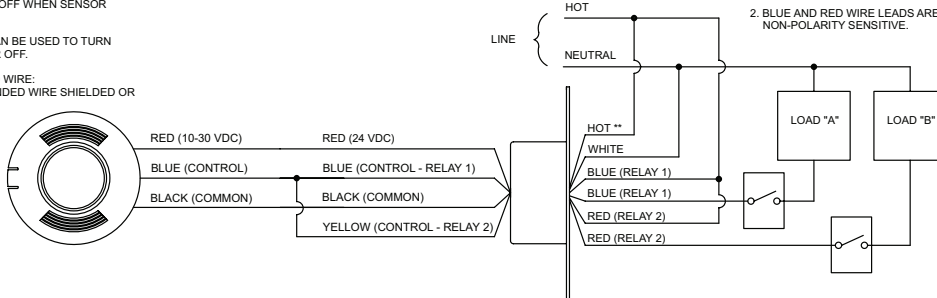 OFF WHEN SENSOR
AN BE USED TO TURN
OFF.
WIRE:
NDED WIRE SHIELDED OR
2. BLUE AND RED WIRE LEADS ARE
NON-POLARITY SENSITIVE.
HOT
LINE
NEUTRAL
LOAD "A"
LOAD "B"
RED (10-30 VDC)
RED (24 VDC)
HOT **
WHITE
BLUE (CONTROL)
BLUE (CONTROL - RELAY 1)
BLUE (RELAY 1)
BLACK (COMMON)
BLACK (COMMON)
BLUE (RELAY 1)
RED (RELAY 2)
YELLOW (CONTROL - RELAY 2)
RED (RELAY 2)